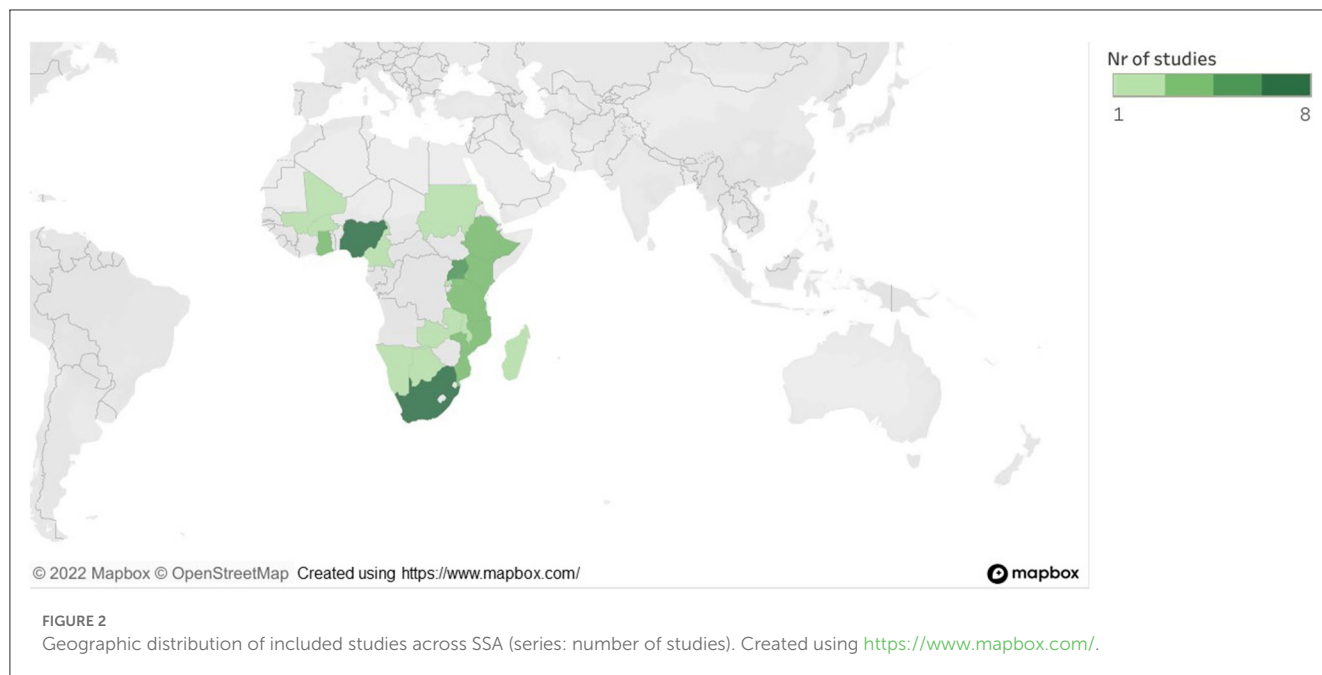 Nr of studies
1 8
© 2022 Mapbox © OpenStreetMap Created using https://www.mapbox.com/
mapbox
FIGURE 2
Geographic distribution of included studies across SSA (series: number of studies). Created using https://www.mapbox.com/.